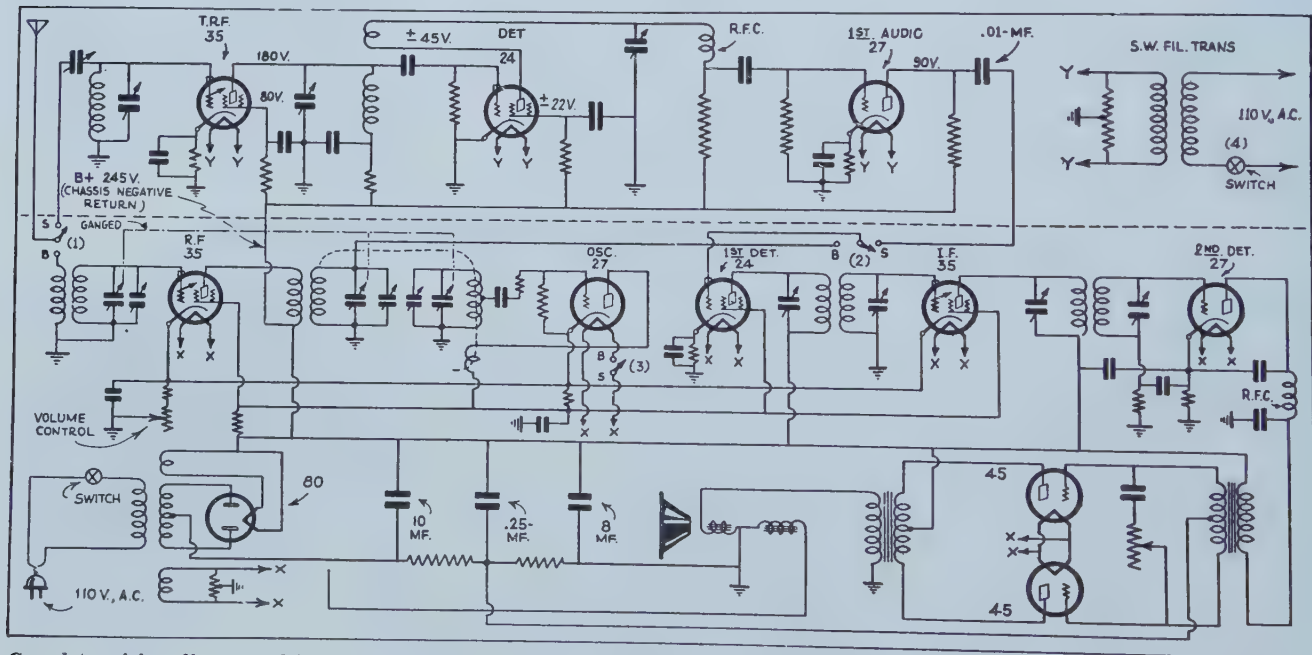 T.R.F.
35
180V.
80V.
± 45V.
DET
24
± 22V.
R.F.C.
1ST. AUDIO
27
90V.
.01-MF.
S.W. FIL. TRANS
Y
Y
110 V., A.C.
(4)
SWITCH
Y Y
Y Y
Y Y
B+ 245V.
(CHASSIS NEGATIVE
RETURN)
S
(1)
B
GANGED
R.F
35
OSC.
27
1ST DET.
24
B
(2)
S
I.F.
35
2ND. DET.
27
X X
B
(3)
S
X X
X X
X X
X X
R.F.C.
VOLUME
CONTROL
SWITCH
80
10
MF.
.25-
MF.
8
MF.
45
X
X
45
110 V., A.C.
X
X